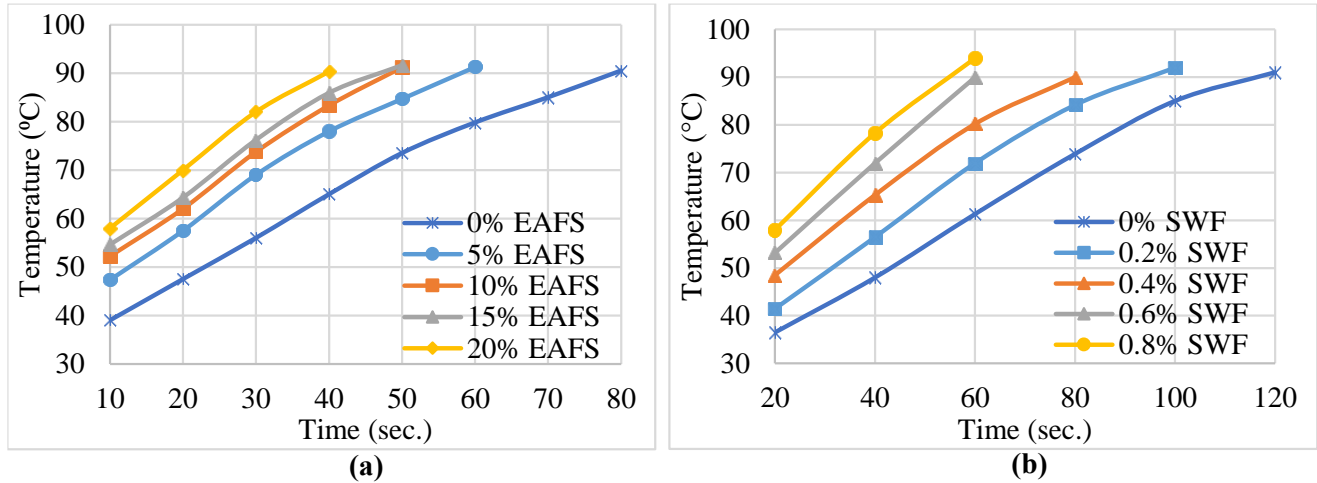 100
90
80
70
60
50
40
30
Temperature (⁰C)
0% EAFS
5% EAFS
10% EAFS
15% EAFS
20% EAFS
10 20 30 40 50 60 70 80
Time (sec.)
(a)
100
90
80
70
60
50
40
30
Temperature (°C)
0% SWF
0.2% SWF
0.4% SWF
0.6% SWF
0.8% SWF
20 40 60 80 100 120
Time (sec.)
(b)